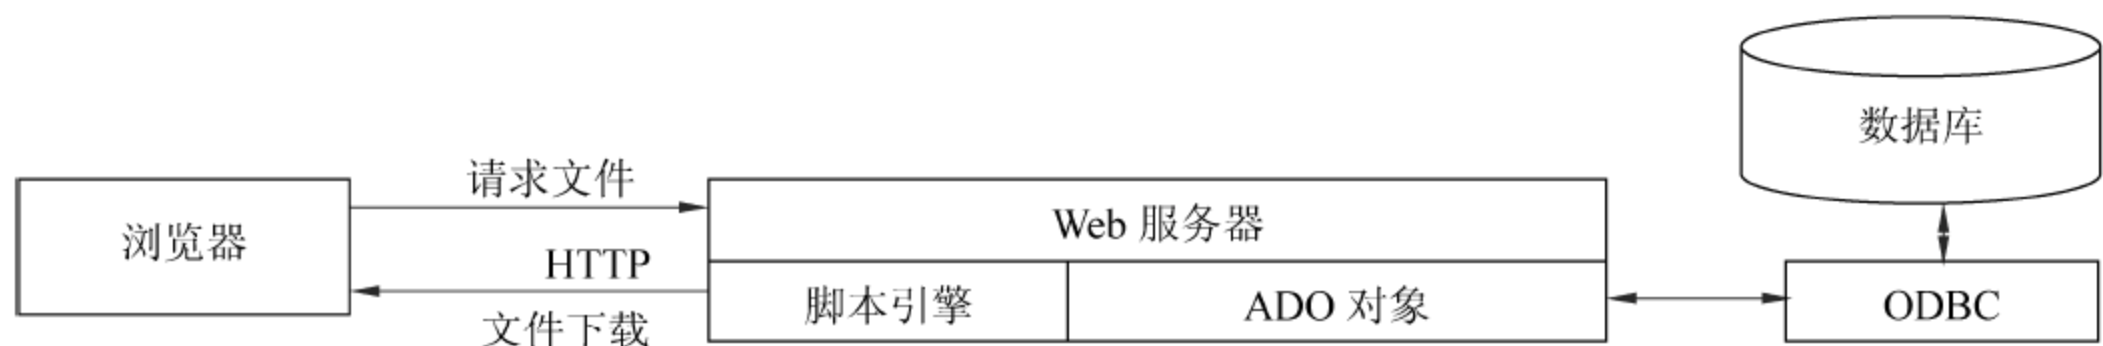 数据库
请求文件
浏览器
Web 服务器
HTTP
文件下载
脚本引擎
ADO 对象
ODBC